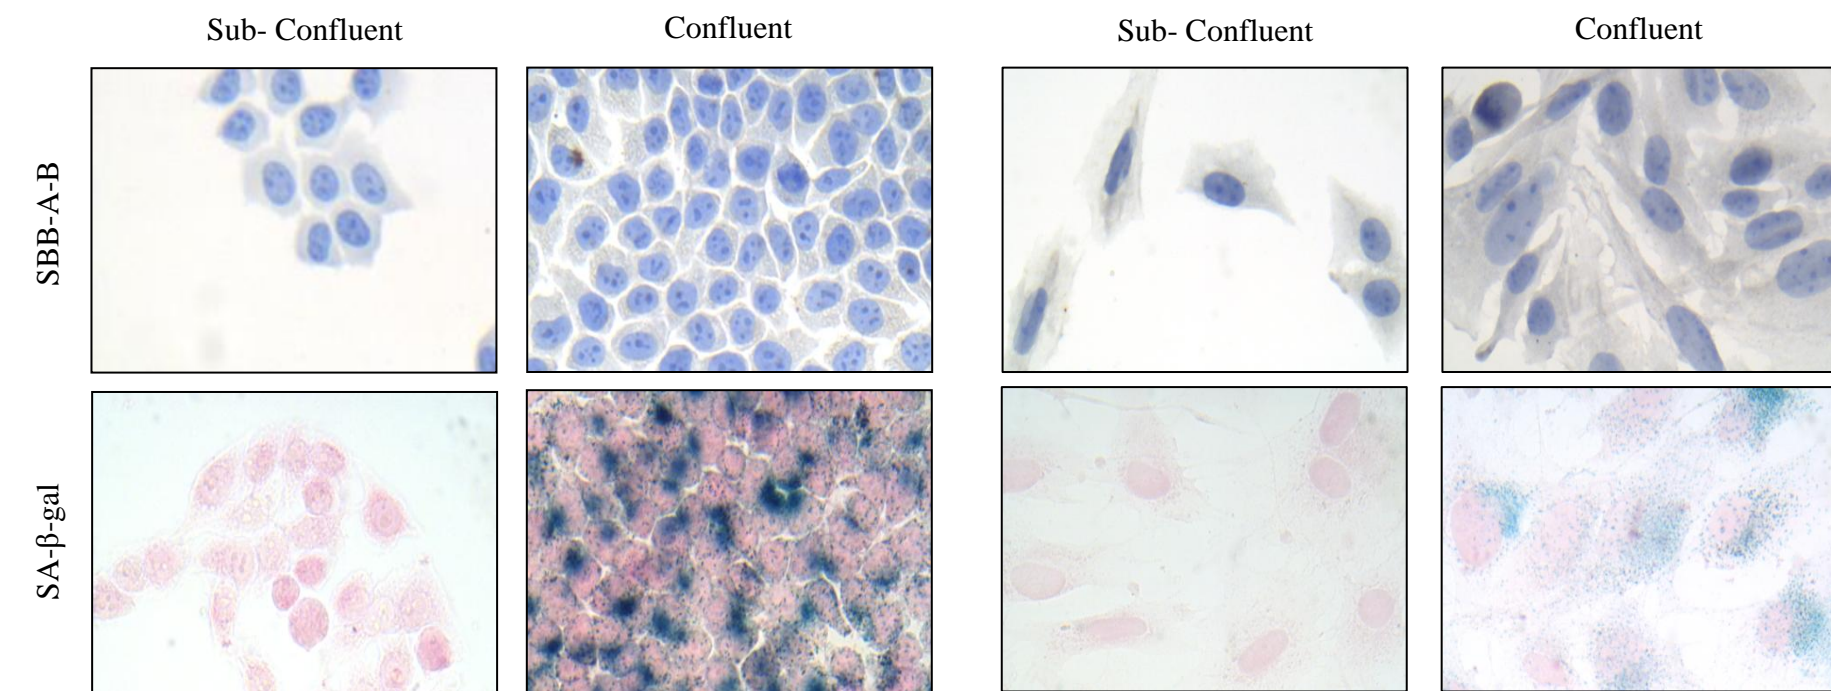 Sub- Confluent
Confluent
Sub- Confluent
Confluent
SBB-A-B
SA-β-gal